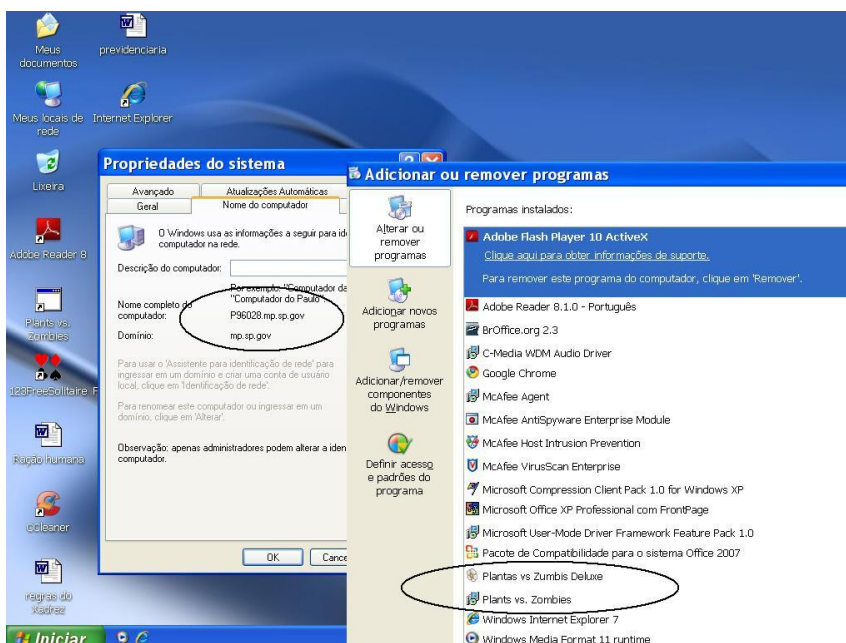 Meus documentos
previdenciaria
Meus locais de rede
Internet Explorer
Lixeira
Adobe Reader 8
Plants vs. Zombies
123FreeSolitaire
Ração humana
CCleaner
regras do Xadrez
Iniciar
Propriedades do sistema
Avançado
Atualizações Automáticas
Geral
Nome do computador
O Windows usa as informações a seguir para
computador na rede.
Descrição do computador:
Por exemplo: "Computador da
"Computador do Paulo".
Nome completo do
computador:
P96028.mp.sp.gov
Domínio:
mp.sp.gov
Para usar o 'Assistente para identificação de rede' para
ingressar em um domínio e criar uma conta de usuário
local, clique em 'Identificação de rede'.
Para renomear este computador ou ingressar em um
domínio, clique em 'Alterar'.
Observação: apenas administradores podem alterar a iden
computador.
OK
Cance
Adicionar ou remover programas
Alterar ou
remover
programas
Adicionar novos
programas
Adicionar/remover
componentes
do Windows
Definir acesso
e padrões do
programa
Programas instalados:
Adobe Flash Player 10 ActiveX
Clique aqui para obter informações de suporte.
Para remover este programa do computador, clique em 'Remover'.
Adobe Reader 8.1.0 - Português
BrOffice.org 2.3
C-Media WDM Audio Driver
Google Chrome
McAfee Agent
McAfee AntiSpyware Enterprise Module
McAfee Host Intrusion Prevention
McAfee VirusScan Enterprise
Microsoft Compression Client Pack 1.0 for Windows XP
Microsoft Office XP Professional com FrontPage
Microsoft User-Mode Driver Framework Feature Pack 1.0
Pacote de Compatibilidade para o sistema Office 2007
Plantas vs Zumbis Deluxe
Plants vs. Zombies
Windows Internet Explorer 7
Windows Media Format 11 runtime